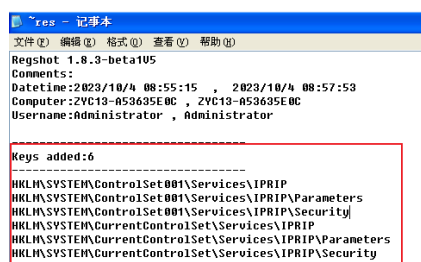 ~res - 记事本
文件(F) 编辑(E) 格式(O) 查看(V) 帮助(H)
Regshot 1.8.3-beta1V5
Comments:
Datetime:2023/10/4 08:55:15 , 2023/10/4 08:57:53
Computer:ZYC13-A53635E0C , ZYC13-A53635E0C
Username:Administrator , Administrator
----------------------------------
Keys added:6
----------------------------------
HKLM\SYSTEM\ControlSet001\Services\IPRIP
HKLM\SYSTEM\ControlSet001\Services\IPRIP\Parameters
HKLM\SYSTEM\ControlSet001\Services\IPRIP\Security
HKLM\SYSTEM\CurrentControlSet\Services\IPRIP
HKLM\SYSTEM\CurrentControlSet\Services\IPRIP\Parameters
HKLM\SYSTEM\CurrentControlSet\Services\IPRIP\Security